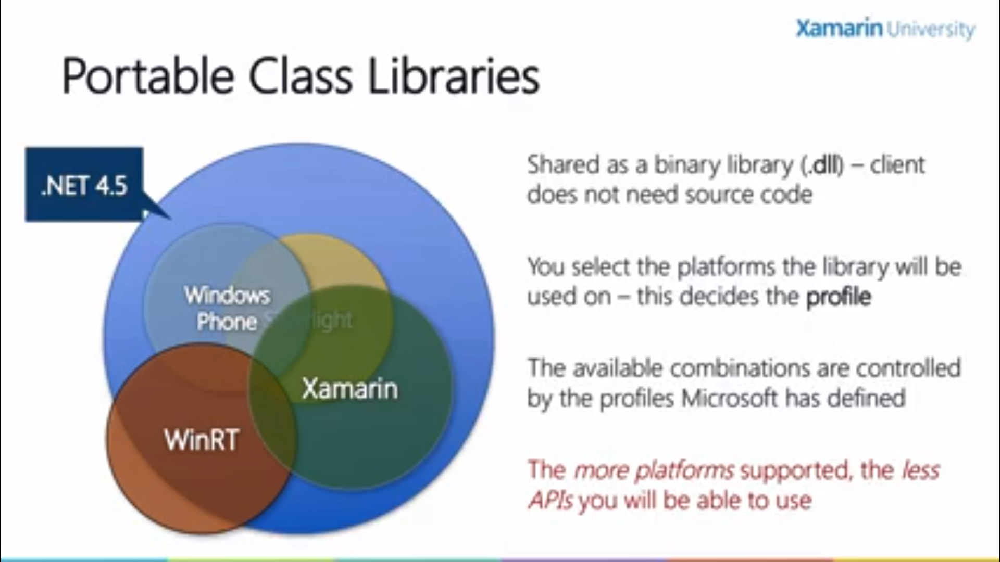 Xamarin University
Portable Class Libraries
.NET 4.5
Windows
Phone
light
Xamarin
WinRT
Shared as a binary library (.dll) – client
does not need source code
You select the platforms the library will be
used on – this decides the profile
The available combinations are controlled
by the profiles Microsoft has defined
The more platforms supported, the less
APIs you will be able to use